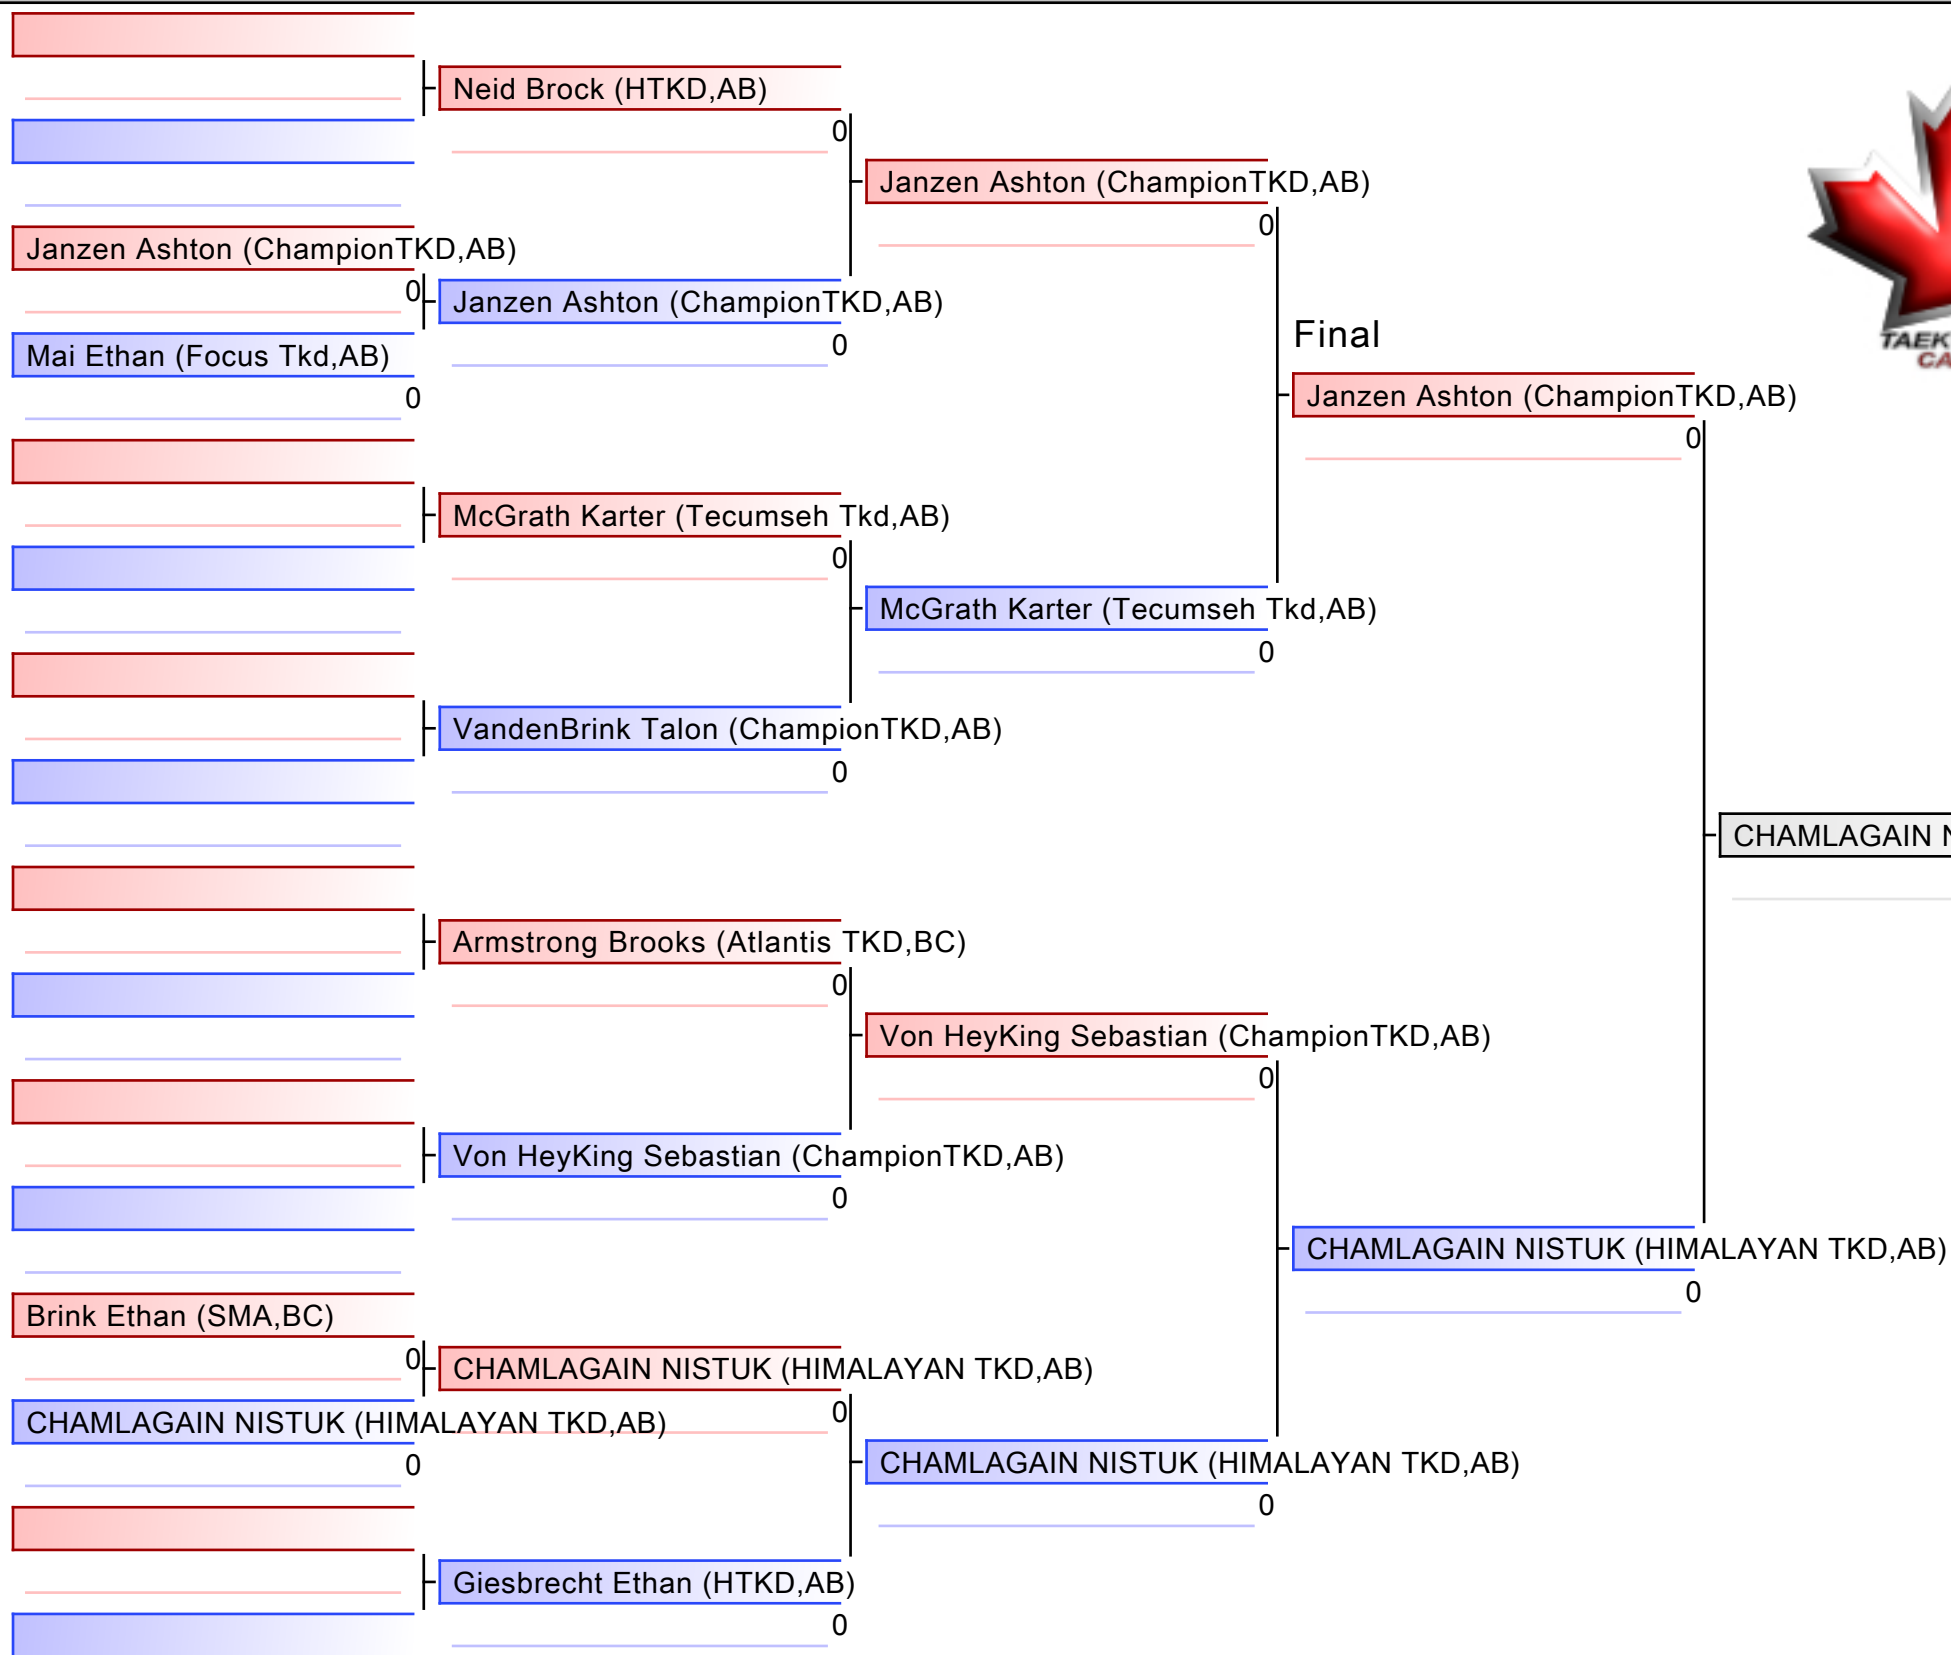 Neid Brock (HTKD,AB)
0
Janzen Ashton (ChampionTKD,AB)
0
Janzen Ashton (ChampionTKD,AB)
0
Janzen Ashton (ChampionTKD,AB)
0
Mai Ethan (Focus Tkd,AB)
0
Final
Janzen Ashton (ChampionTKD,AB)
0
McGrath Karter (Tecumseh Tkd,AB)
0
McGrath Karter (Tecumseh Tkd,AB)
0
VandenBrink Talon (ChampionTKD,AB)
0
CHAMLAGAIN
Armstrong Brooks (Atlantis TKD,BC)
0
Von HeyKing Sebastian (ChampionTKD,AB)
0
Von HeyKing Sebastian (ChampionTKD,AB)
0
CHAMLAGAIN NISTUK (HIMALAYAN TKD,AB)
0
Brink Ethan (SMA,BC)
0
CHAMLAGAIN NISTUK (HIMALAYAN TKD,AB)
0
CHAMLAGAIN NISTUK (HIMALAYAN TKD,AB)
0
CHAMLAGAIN NISTUK (HIMALAYAN TKD,AB)
0
Giesbrecht Ethan (HTKD,AB)
0